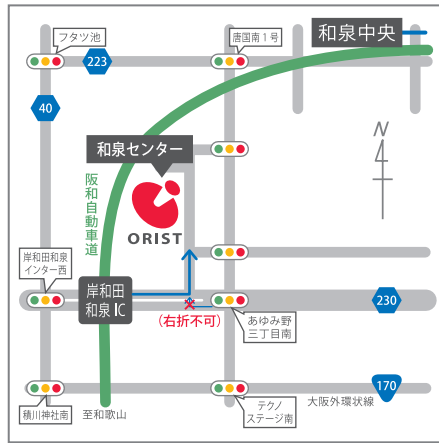 フタツ池
223
唐国南1号
和泉中央
40
N
和泉センター
阪和自動車道
ORIST
岸和田和泉
インター西
岸和田
和泉IC
(右折不可)
あゆみ野
三丁目南
230
積川神社南
至和歌山
テクノ
ステージ南
大阪外環状線
170